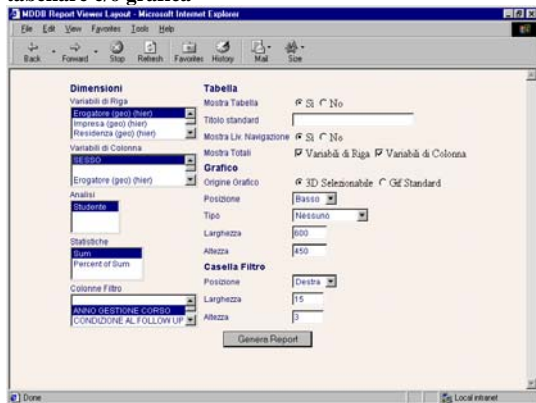 tabellare e/o grafica
MDDB Report Viewer Layout - Microsoft Internet Explorer
File Edit View Favorites Tools Help
Back Forward Stop Refresh Favorites History Mail Size
Dimensioni
Variabili di Riga
Erogatore (geo) (hier)
Impresa (geo) (hier)
Residenza (geo) (hier)
Variabili di Colonna
SESSO
Erogatore (geo) (hier)
Analisi
Studente
Statistiche
Sum
Percent of Sum
Colonne Filtro
ANNO GESTIONE CORSO
CONDIZIONE AL FOLLOW UP
Tabella
Mostra Tabella Sì No
Titolo standard
Mostra Liv. Navigazione Sì No
Mostra Totali Variabili di Riga Variabili di Colonna
Grafico
Origine Grafico 3D Selezionabile Gif Standard
Posizione Basso
Tipo Nessuno
Larghezza 600
Altezza 450
Casella Filtro
Posizione Destra
Larghezza 15
Altezza 3
Genera Report
Done Local intranet